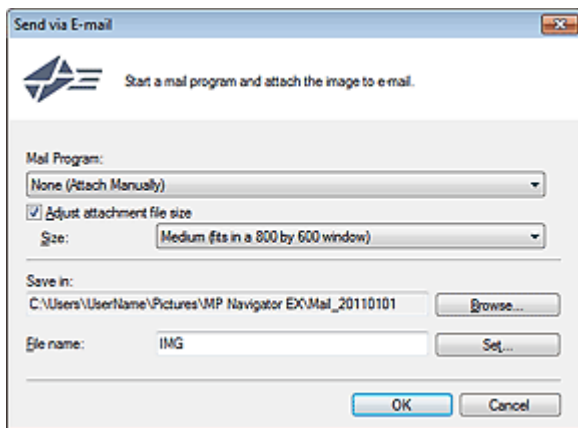 Send via E-mail
Start a mail program and attach the image to e-mail.
Mail Program:
None (Attach Manually)
Adjust attachment file size
Size: Medium (fits in a 800 by 600 window)
Save in:
C:\Users\UserName\Pictures\MP Navigator EX\Mail_20110101 Browse...
File name: IMG Set...
OK Cancel